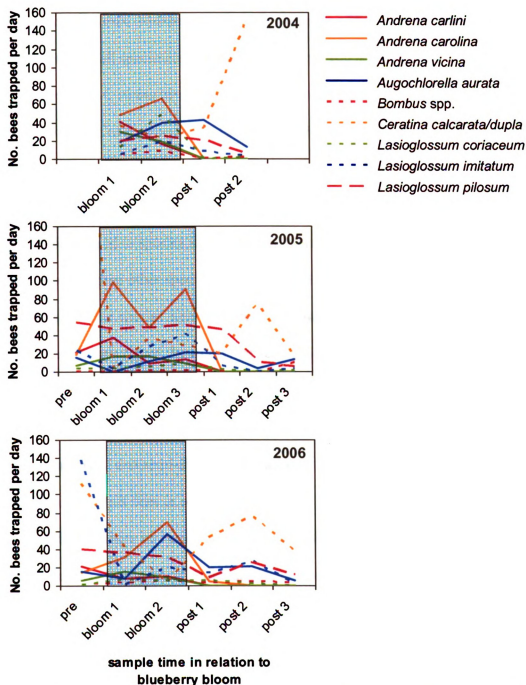 No. bees trapped per day
160
140
120
100
80
60
40
20
0
2004
bloom 1
bloom 2
post 1
post 2
Andrena carlini
Andrena carolina
Andrena vicina
Augochlorella aurata
Bombus spp.
Ceratina calcarata/dupla
Lasioglossum coriaceum
Lasioglossum imitatum
Lasioglossum pilosum
No. bees trapped per day
160
140
120
100
80
60
40
20
0
2005
pre
bloom 1
bloom 2
bloom 3
post 1
post 2
post 3
No. bees trapped per day
160
140
120
100
80
60
40
20
0
2006
pre
bloom 1
bloom 2
post 1
post 2
post 3
sample time in relation to
blueberry bloom